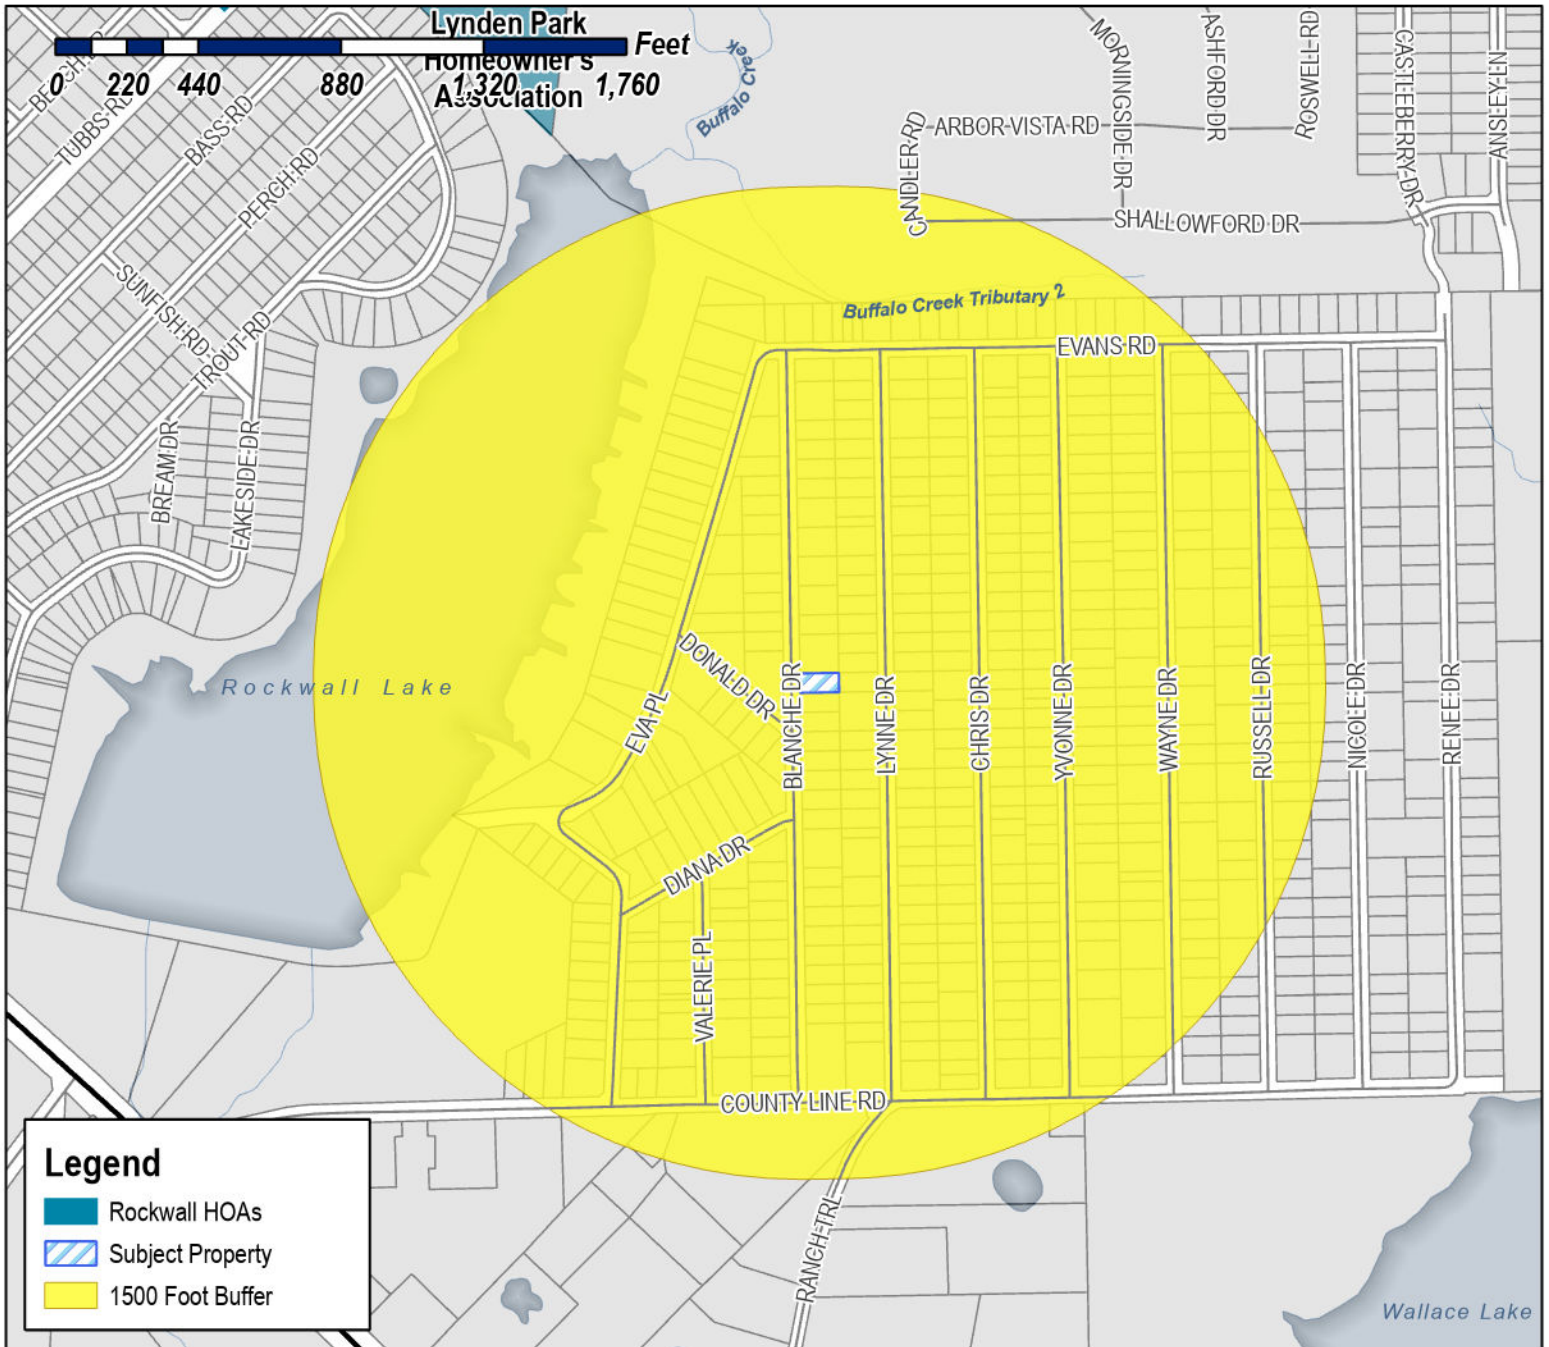 Lynden Park
Homeowner's
Association
Feet
0 220 440 880 1,320 1,760
TUBBS RD
BASS RD
PERCH RD
SUNFISH RD
TROUT RD
BREAM DR
LAKESIDE DR
Buffalo Creek
CANDLER RD
ARBOR VISTA RD
MORNINGSIDE DR
ASHFORD DR
ROSWELL RD
CASTLEBERRY DR
ANSLEY LN
SHALLOWFORD DR
Buffalo Creek Tributary 2
EVANS RD
Rockwall Lake
EVA PL
DONALD DR
BLANCHE DR
LYNNE DR
CHRIS DR
YVONNE DR
WAYNE DR
RUSSELL DR
NICOLE DR
RENEE DR
DIANA DR
VALERIE PL
COUNTY LINE RD
RANCH TRL
Wallace Lake
Legend
Rockwall HOAs
Subject Property
1500 Foot Buffer